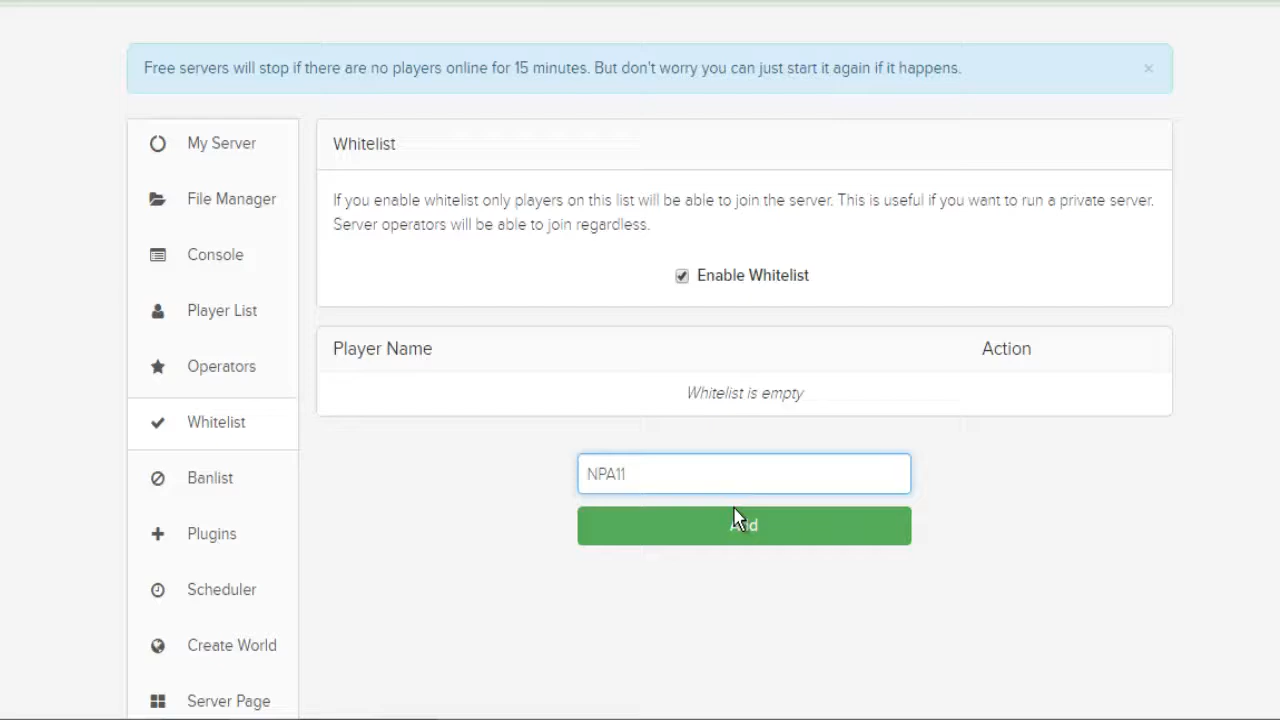 Free servers will stop if there are no players online for 15 minutes. But don't worry you can just start it again if it happens.
×
My Server
File Manager
Console
Player List
Operators
Whitelist
Banlist
Plugins
Scheduler
Create World
Server Page
Whitelist
If you enable whitelist only players on this list will be able to join the server. This is useful if you want to run a private server.
Server operators will be able to join regardless.
Enable Whitelist
Player Name Action
Whitelist is empty
NPA11
Add